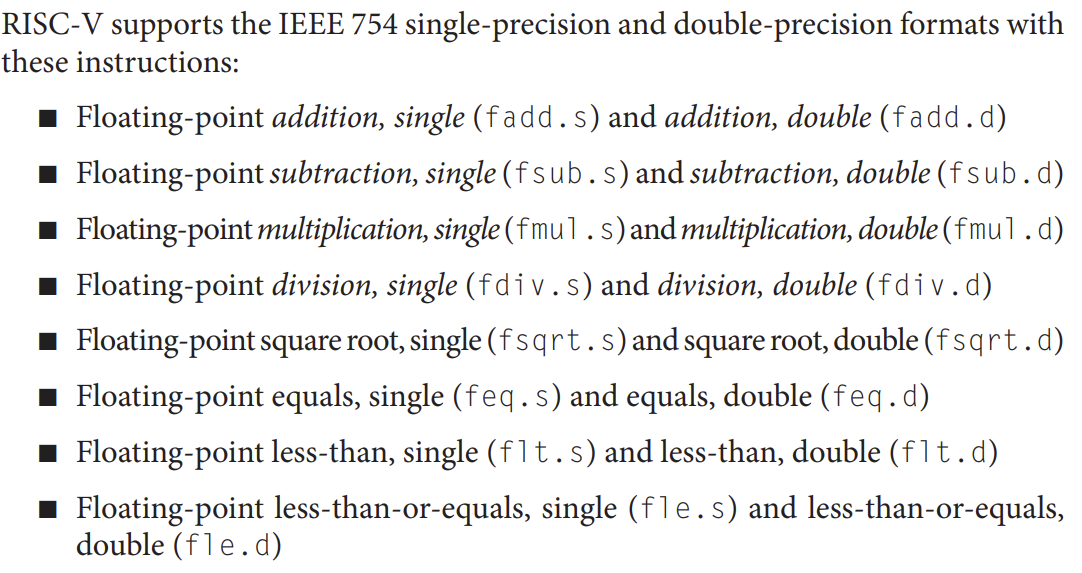 RISC-V supports the IEEE 754 single-precision and double-precision formats with
these instructions:
■ Floating-point addition, single (fadd.s) and addition, double (fadd.d)
■ Floating-point subtraction, single (fsub.s) and subtraction, double (fsub.d)
■ Floating-point multiplication, single (fmul.s) and multiplication, double (fmul.d)
■ Floating-point division, single (fdiv.s) and division, double (fdiv.d)
■ Floating-point square root, single (fsqrt.s) and square root, double (fsqrt.d)
■ Floating-point equals, single (feq.s) and equals, double (feq.d)
■ Floating-point less-than, single (flt.s) and less-than, double (flt.d)
■ Floating-point less-than-or-equals, single (fle.s) and less-than-or-equals,
double (fle.d)